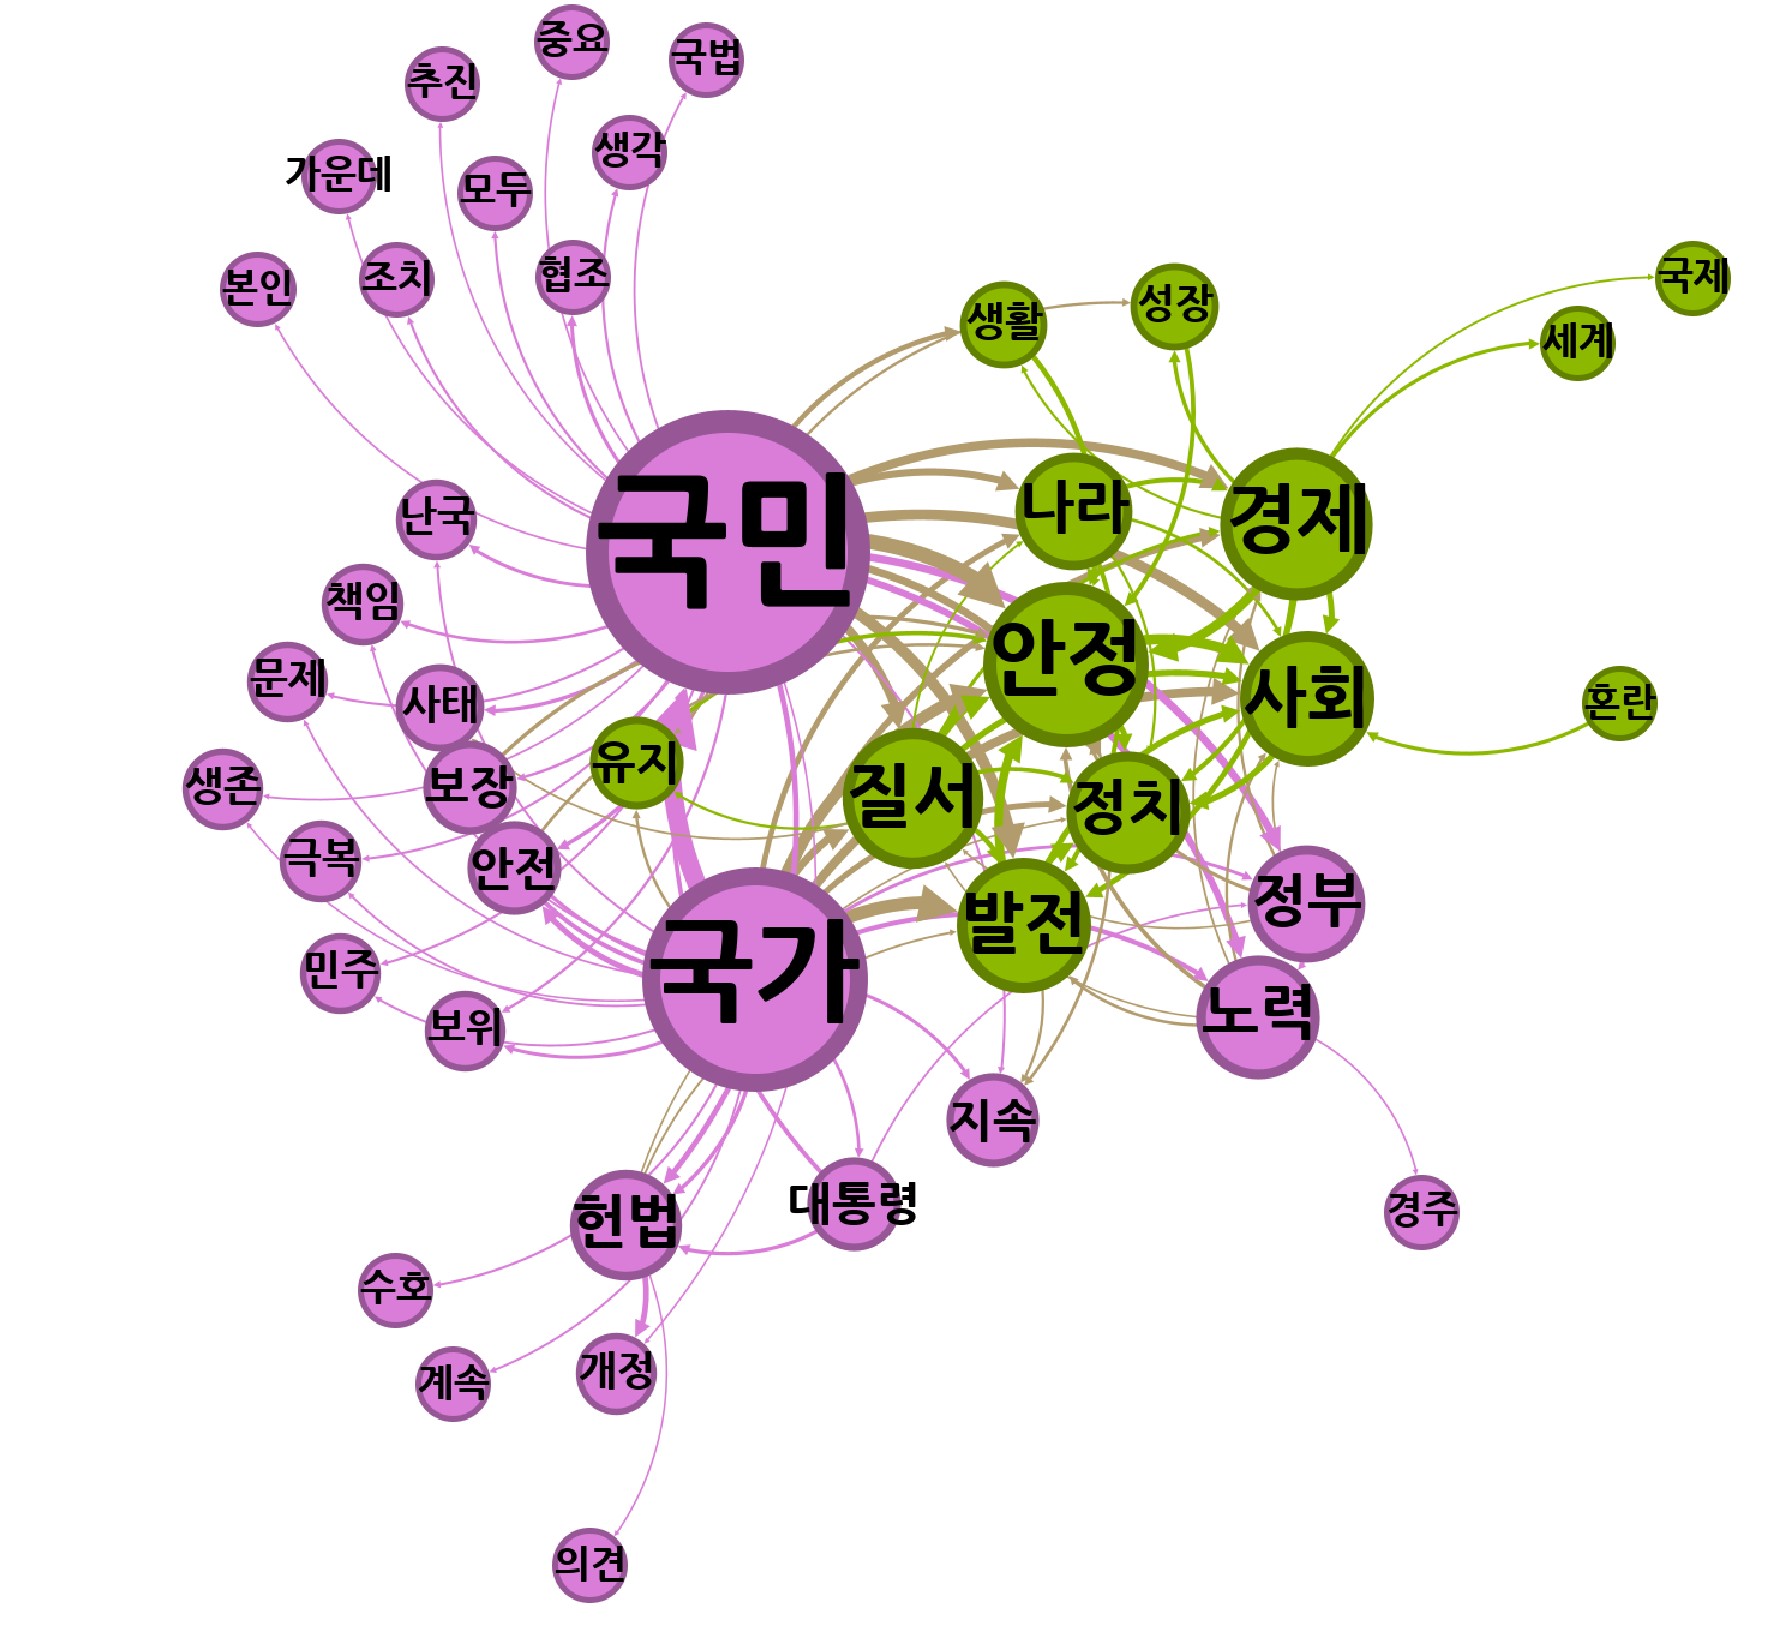 중요
국법
추진
생각
가운데
모두
협조
조치
본인
국제
성장
생활
세계
난국
국민
나라
경제
책임
안정
문제
사태
사회
혼란
유지
생존
보장
질서
정치
극복
안전
정부
발전
민주
국가
보위
노력
지속
대통령
헌법
경주
수호
계속
개정
의견